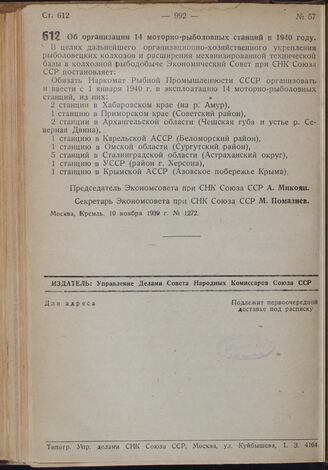 Ст. 612 — 992 — № 57
612 Об организации 14 моторно-рыболовных станций в 1940 году.
В целях дальнейшего организационно-хозяйственного укрепления
рыболовецких колхозов и расширения механизированной технической
базы в колхозной рыбодобыче Экономический Совет при СНК Союза
ССР постановляет:
Обязать Наркомат Рыбной Промышленности СССР организовать
и ввести с 1 января 1940 г. в эксплоатацию 14 моторно-рыболовных
станций, из них:
2 станции в Хабаровском крае (на р. Амур),
1 станцию в Приморском крае (Советский район),
2 станции в Архангельской области (Чешская губа и устье р. Се-
верная Двина),
1 станцию в Карельской АССР (Беломорский район),
1 станцию в Омской области (Сургутский район),
5 станций в Сталинградской области (Астраханский округ),
1 станцию в УССР (район г. Херсона),
1 станцию в Крымской АССР (Азовское побережье Крыма).
Председатель Экономсовета при СНК Союза ССР А. Микоян.
Секретарь Экономсовета при СНК Союза ССР М. Помазнев.
Москва, Кремль. 10 ноября 1939 г. № 1272.
ИЗДАТЕЛЬ: Управление Делами Совета Народных Комиссаров Союза ССР
Для адреса
Подлежит первоочередной
доставке под расписку
Типогр. Упр. делами СНК Союза ССР, Москва, ул. Куйбышева, 1. З. 4164.